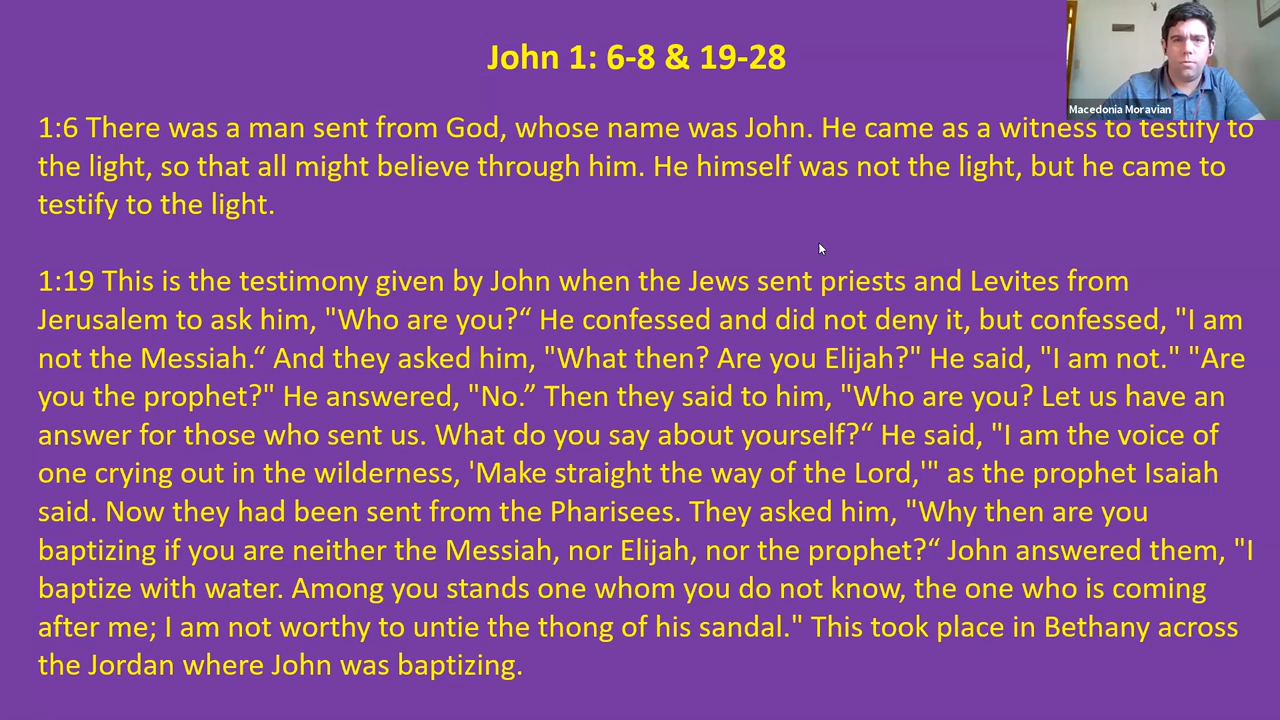 John 1: 6-8 & 19-28
Macedonia Moravian
1:6 There was a man sent from God, whose name was John. He came as a witness to testify to
the light, so that all might believe through him. He himself was not the light, but he came to
testify to the light.
1:19 This is the testimony given by John when the Jews sent priests and Levites from
Jerusalem to ask him, "Who are you?“ He confessed and did not deny it, but confessed, "I am
not the Messiah.“ And they asked him, "What then? Are you Elijah?" He said, "I am not." "Are
you the prophet?" He answered, "No.” Then they said to him, "Who are you? Let us have an
answer for those who sent us. What do you say about yourself?“ He said, "I am the voice of
one crying out in the wilderness, 'Make straight the way of the Lord,'" as the prophet Isaiah
said. Now they had been sent from the Pharisees. They asked him, "Why then are you
baptizing if you are neither the Messiah, nor Elijah, nor the prophet?“ John answered them, "I
baptize with water. Among you stands one whom you do not know, the one who is coming
after me; I am not worthy to untie the thong of his sandal." This took place in Bethany across
the Jordan where John was baptizing.